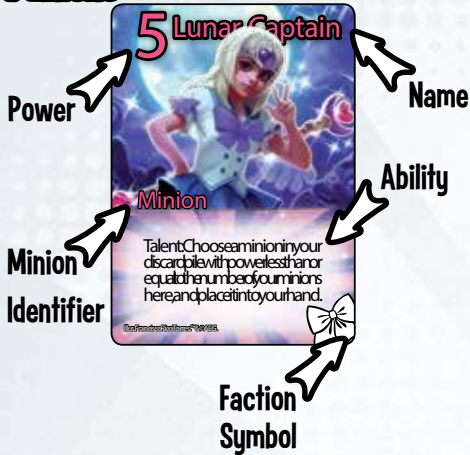 5 Lunar Captain
Power
Name
Ability
Minion
Minion
Identifier
Talent: Choose a minion in your
discard pile with power less than or
equal to the number of your minions
here, and place it into your hand.
Faction
Symbol